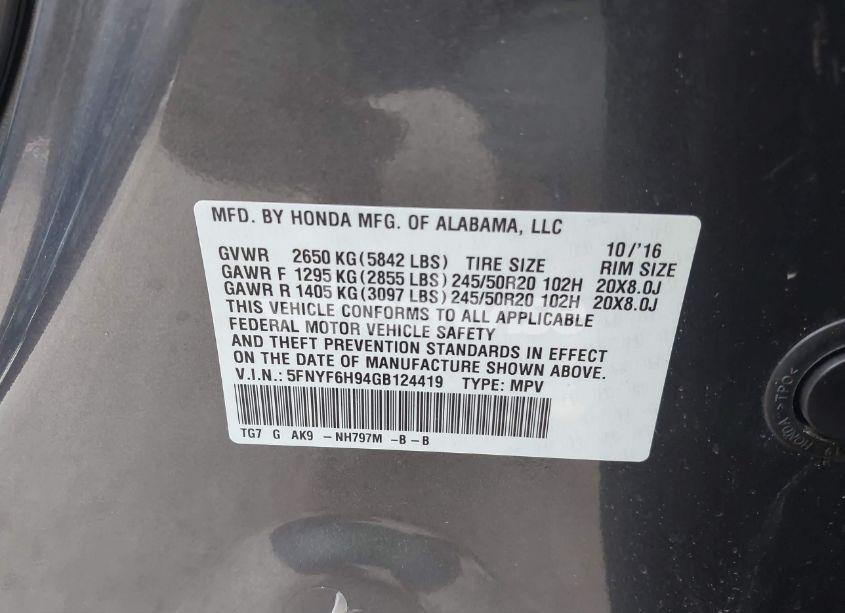 MFD. BY HONDA MFG. OF ALABAMA, LLC
10/'16
GVWR 2650 KG(5842 LBS) TIRE SIZE RIM SIZE
GAWR F 1295 KG(2855 LBS) 245/50R20 102H 20X8.0J
GAWR R 1405 KG(3097 LBS) 245/50R20 102H 20X8.0J
THIS VEHICLE CONFORMS TO ALL APPLICABLE
FEDERAL MOTOR VEHICLE SAFETY
AND THEFT PREVENTION STANDARDS IN EFFECT
ON THE DATE OF MANUFACTURE SHOWN ABOVE.
V.I.N.: 5FNYF6H94GB124419 TYPE: MPV
TG7 G AK9 -NH797M -B-B
HONDA >TPO<